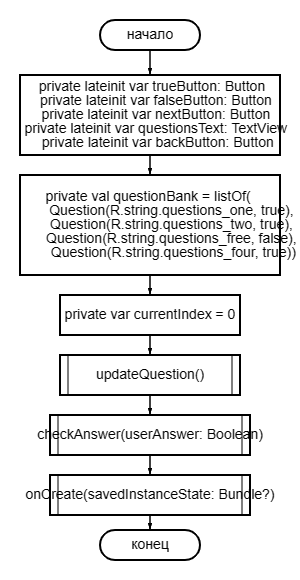 начало
private lateinit var trueButton: Button
private lateinit var falseButton: Button
private lateinit var nextButton: Button
private lateinit var questionsText: TextView
private lateinit var backButton: Button
private val questionBank = listOf(
Question(R.string.questions_one, true),
Question(R.string.questions_two, true),
Question(R.string.questions_free, false),
Question(R.string.questions_four, true))
private var currentIndex = 0
updateQuestion()
checkAnswer(userAnswer: Boolean)
onCreate(savedInstanceState: Bundle?)
конец